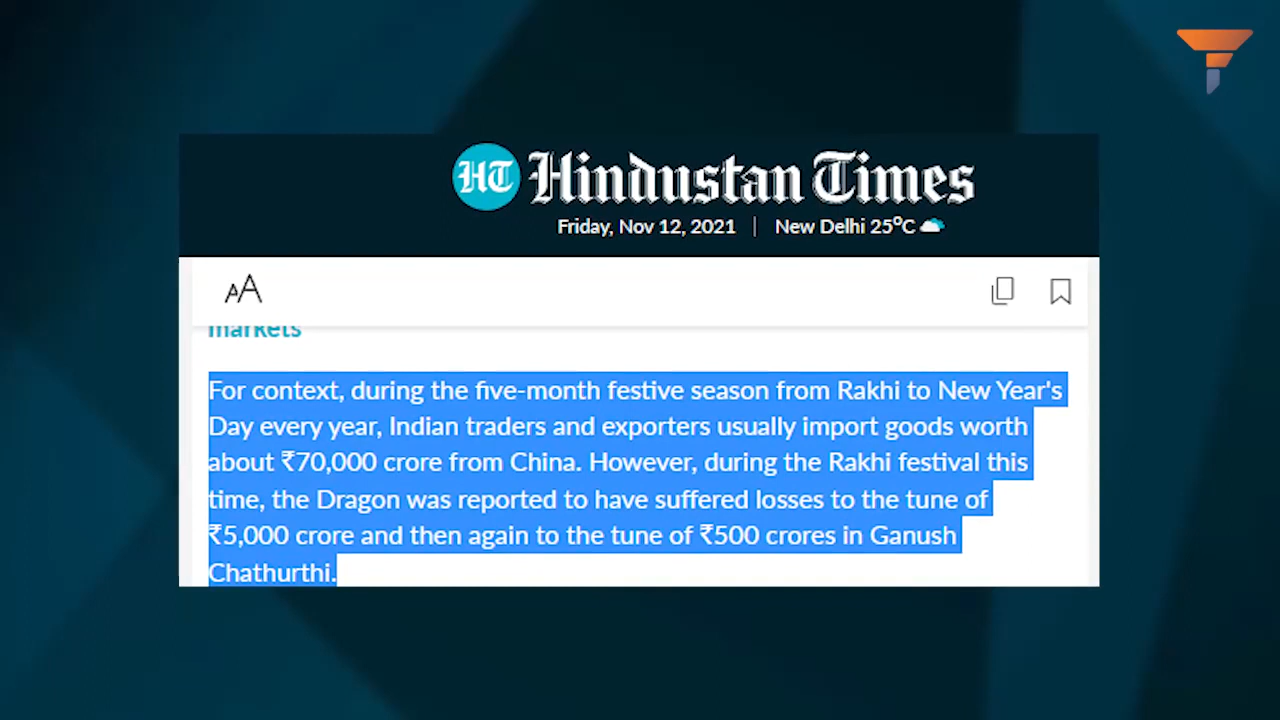 HT Hindustan Times
Friday, Nov 12, 2021 | New Delhi 25°C
AA
markets
For context, during the five-month festive season from Rakhi to New Year's
Day every year, Indian traders and exporters usually import goods worth
about ₹70,000 crore from China. However, during the Rakhi festival this
time, the Dragon was reported to have suffered losses to the tune of
₹5,000 crore and then again to the tune of ₹500 crores in Ganush
Chathurthi.